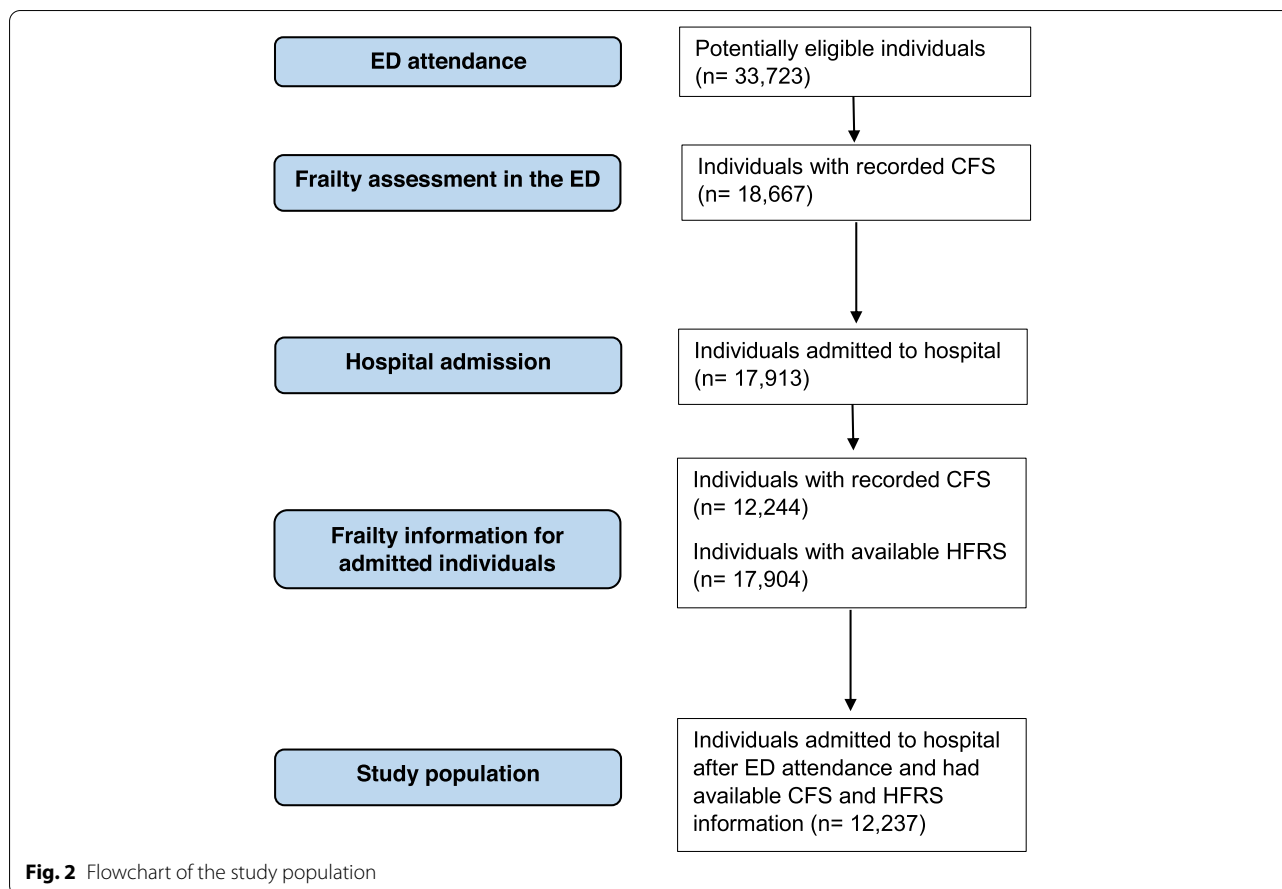 ED attendance
Potentially eligible individuals
(n= 33,723)
Frailty assessment in the ED
Individuals with recorded CFS
(n= 18,667)
Hospital admission
Individuals admitted to hospital
(n= 17,913)
Frailty information for
admitted individuals
Individuals with recorded CFS
(n= 12,244)
Individuals with available HFRS
(n= 17,904)
Study population
Individuals admitted to hospital
after ED attendance and had
available CFS and HFRS
information (n= 12,237)
Fig. 2 Flowchart of the study population